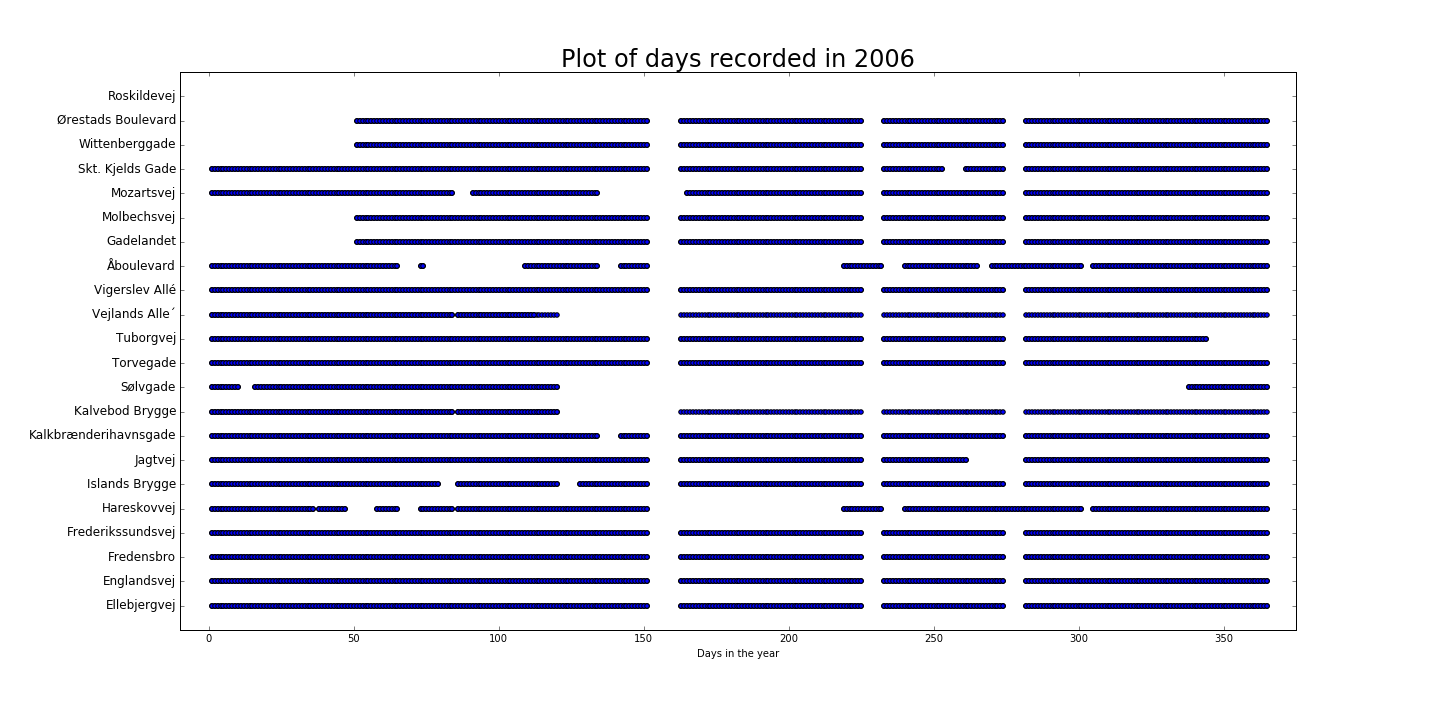 Plot of days recorded in 2006
Roskildevej
Ørestads Boulevard
Wittenberggade
Skt. Kjelds Gade
Mozartsvej
Molbechsvej
Gadelandet
Åboulevard
Vigerslev Allé
Vejlands Alle´
Tuborgvej
Torvegade
Sølvgade
Kalvebod Brygge
Kalkbrænderihavnsgade
Jagtvej
Islands Brygge
Hareskovvej
Frederikssundsvej
Fredensbro
Englandsvej
Ellebjergvej
0 50 100 150 200 250 300 350
Days in the year